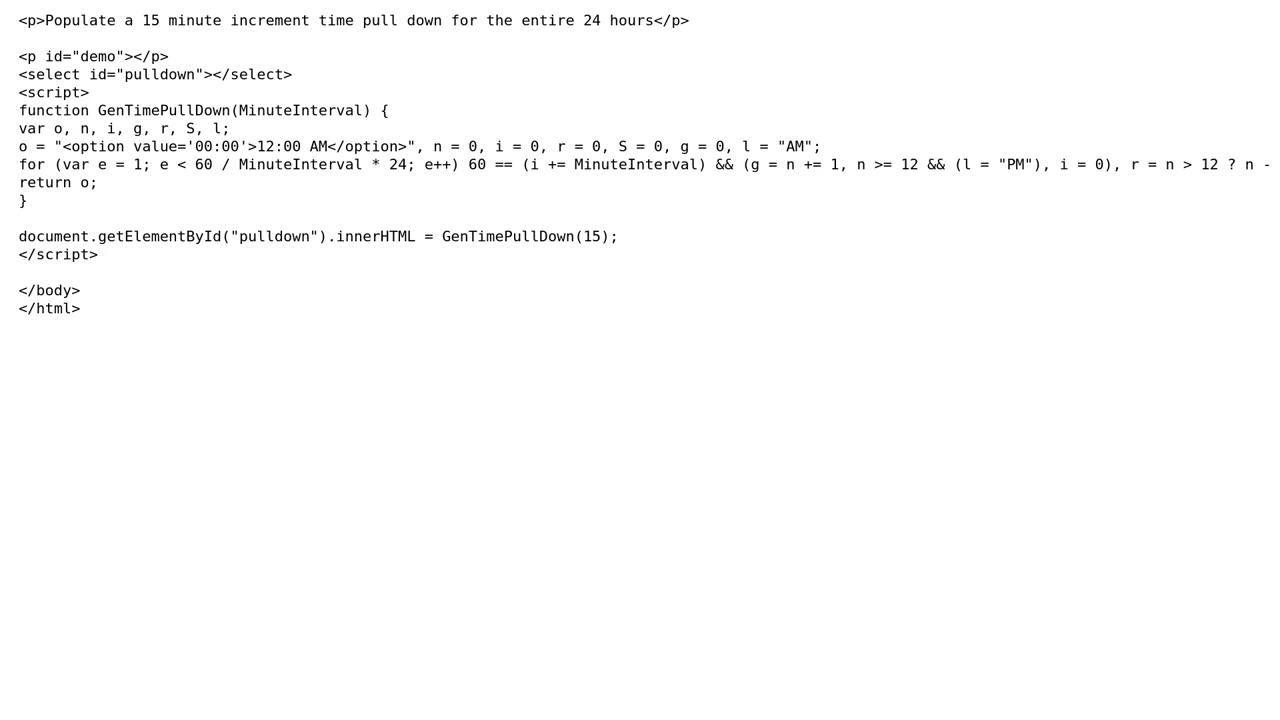 <p>Populate a 15 minute increment time pull down for the entire 24 hours</p>
<p id="demo"></p>
<select id="pulldown"></select>
<script>
function GenTimePullDown(MinuteInterval) {
var o, n, i, g, r, S, l;
o = "<option value='00:00'>12:00 AM</option>", n = 0, i = 0, r = 0, S = 0, g = 0, l = "AM";
for (var e = 1; e < 60 / MinuteInterval * 24; e++) 60 == (i += MinuteInterval) && (g = n += 1, n >= 12 && (l = "PM"), i = 0), r = n > 12 ? n -
return o;
}
document.getElementById("pulldown").innerHTML = GenTimePullDown(15);
</script>
</body>
</html>